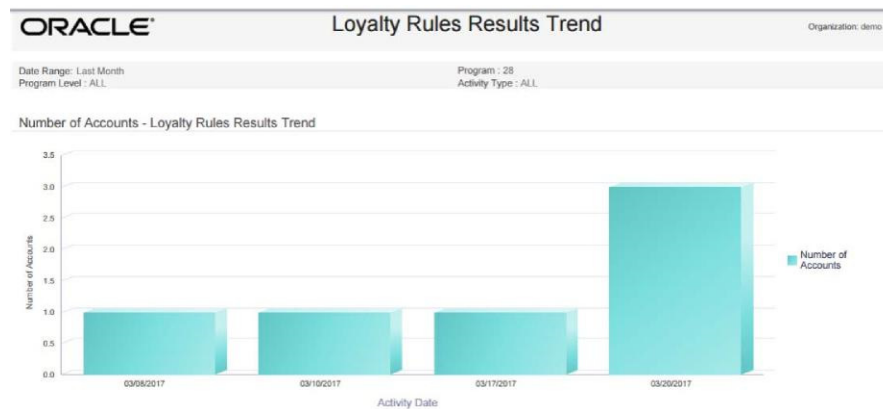 ORACLE®
Loyalty Rules Results Trend
Organization: demo
Date Range: Last Month
Program : 28
Program Level : ALL
Activity Type : ALL
Number of Accounts - Loyalty Rules Results Trend
3.5
3.0
2.5
2.0
1.5
1.0
0.5
0.0
Number of Accounts
03/08/2017
03/10/2017
03/17/2017
03/20/2017
Activity Date
Number of
Accounts